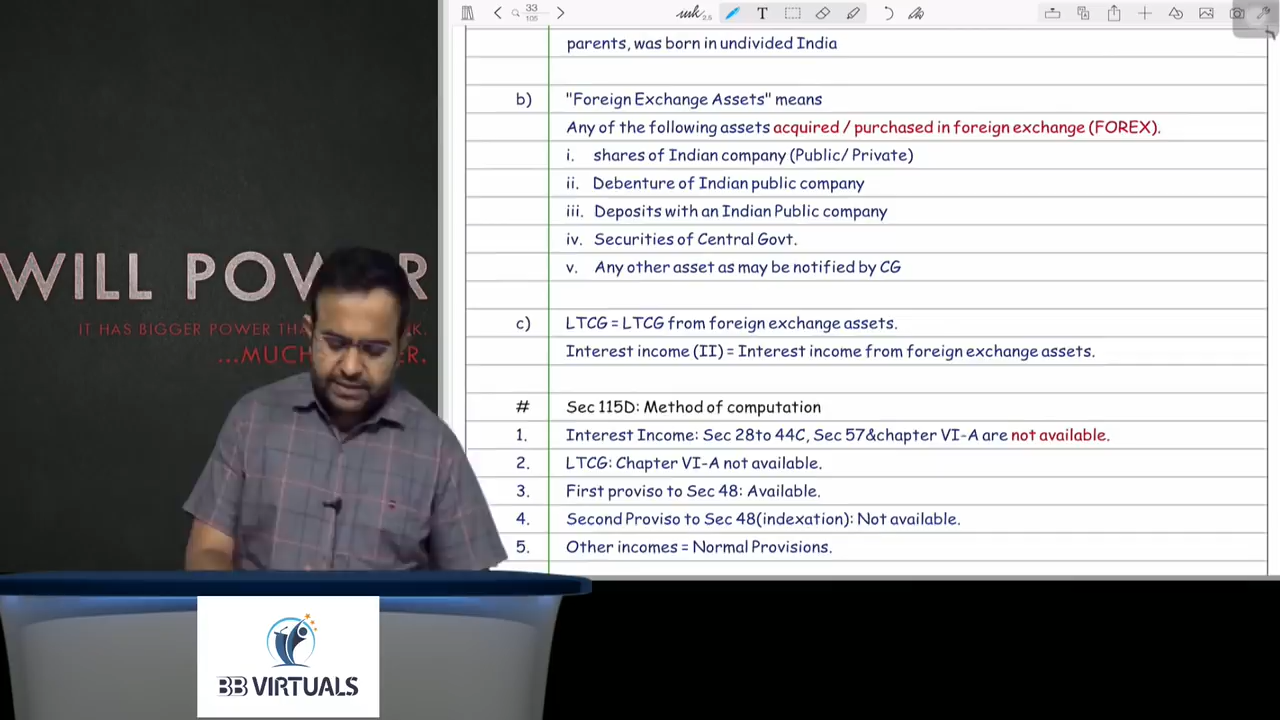 33
105
parents, was born in undivided India
b) "Foreign Exchange Assets" means
Any of the following assets acquired / purchased in foreign exchange (FOREX).
i. shares of Indian company (Public/ Private)
ii. Debenture of Indian public company
iii. Deposits with an Indian Public company
iv. Securities of Central Govt.
v. Any other asset as may be notified by CG
c) LTCG = LTCG from foreign exchange assets.
Interest income (II) = Interest income from foreign exchange assets.
# Sec 115D: Method of computation
1. Interest Income: Sec 28to 44C, Sec 57&chapter VI-A are not available.
2. LTCG: Chapter VI-A not available.
3. First proviso to Sec 48: Available.
4. Second Proviso to Sec 48(indexation): Not available.
5. Other incomes = Normal Provisions.
WILL POW R
IT HAS BIGGER POWER THA K.
...MUCH ER.
BB VIRTUALS